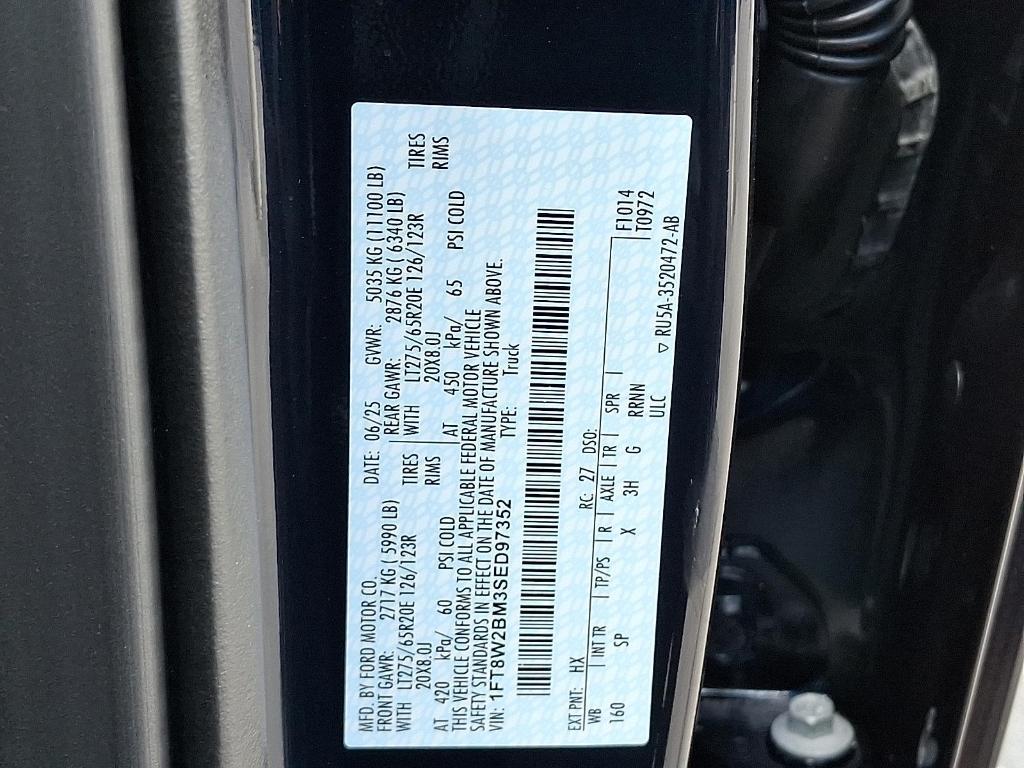 MFD. BY FORD MOTOR CO.
DATE: 06/25 GVWR: 5035 KG (11100 LB)
FRONT GAWR: 2717 KG ( 5990 LB)
REAR GAWR: 2876 KG ( 6340 LB)
WITH LT275/65R20E 126/123R TIRES
WITH LT275/65R20E 126/123R TIRES
20X8.0J RIMS
20X8.0J RIMS
AT 420 kPa/ 60 PSI COLD
AT 450 kPa/ 65 PSI COLD
THIS VEHICLE CONFORMS TO ALL APPLICABLE FEDERAL MOTOR VEHICLE
SAFETY STANDARDS IN EFFECT ON THE DATE OF MANUFACTURE SHOWN ABOVE.
VIN: 1FT8W2BM3SED97352
TYPE: Truck
EXT PNT: HX RC: 27 DSO:
WB INT TR TP/PS R AXLE TR SPR
160 SP X 3H G RRNN
ULC
F1014
T0972
▽ RU5A-3520472-AB